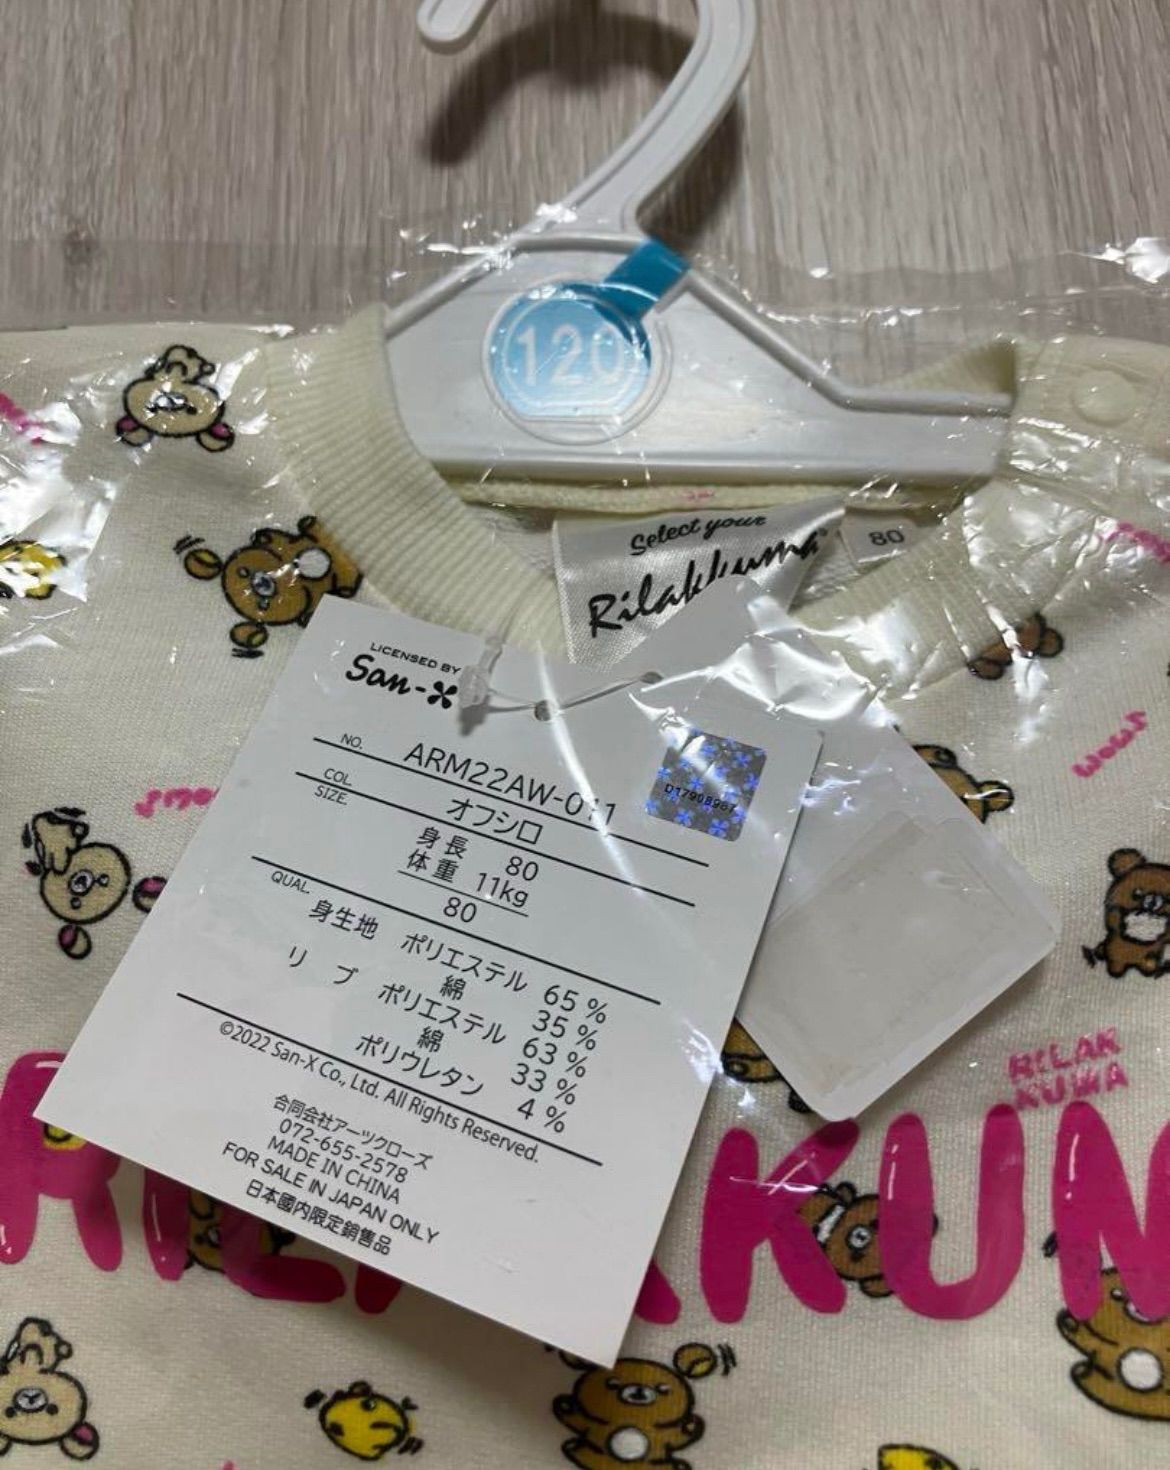 120
Select your
Rilakkuma
80
LICENSED BY
San-X
NO. ARM22AW-011
COL. オフシロ
SIZE. 身長 80
体重 11kg
80
QUAL.
身生地 ポリエステル 65 %
綿 35 %
リブ ポリエステル 63 %
綿 33 %
ポリウレタン 4 %
©2022 San-X Co., Ltd. All Rights Reserved.
合同会社アーツクローズ
072-655-2578
MADE IN CHINA
FOR SALE IN JAPAN ONLY
日本國內限定銷售品
RILAK
KUMA